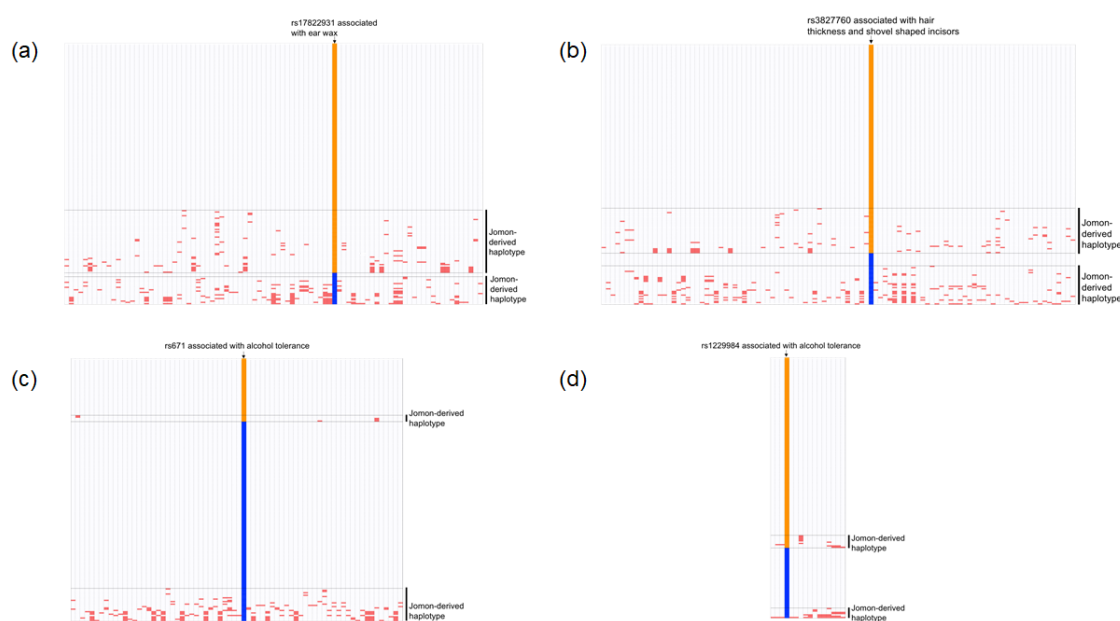 rs17822931 associated
with ear wax
(a)
Jomon-
derived
haplotype
Jomon-
derived
haplotype
rs3827760 associated with hair
thickness and shovel shaped incisors
(b)
Jomon-
derived
haplotype
Jomon-
derived
haplotype
rs671 associated with alcohol tolerance
(c)
Jomon-derived
haplotype
Jomon-derived
haplotype
rs1229984 associated with alcohol tolerance
(d)
Jomon-derived
haplotype
Jomon-derived
haplotype